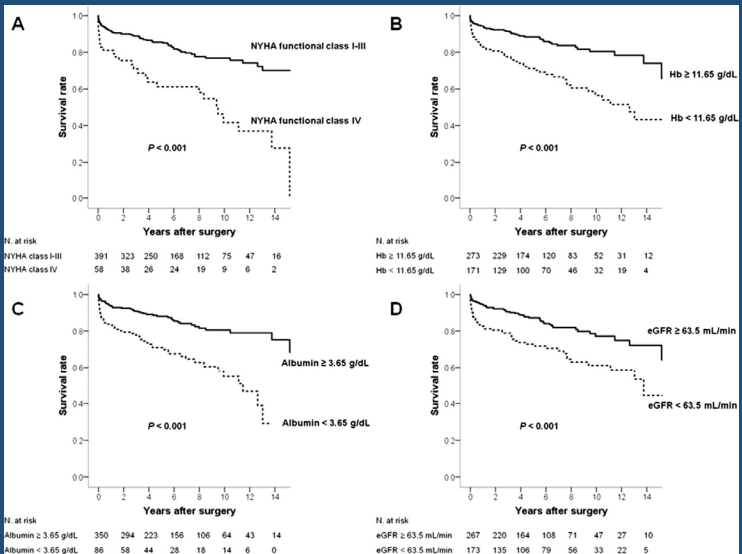 A
1.0
0.8
0.6
0.4
0.2
0.0
Survival rate
NYHA functional class I-III
NYHA functional class IV
P < 0.001
0 2 4 6 8 10 12 14
Years after surgery
N. at risk
NYHA class I-III 391 323 250 168 112 75 47 16
NYHA class IV 58 38 26 24 19 9 6 2
B
1.0
0.8
0.6
0.4
0.2
0.0
Survival rate
Hb ≥ 11.65 g/dL
Hb < 11.65 g/dL
P < 0.001
0 2 4 6 8 10 12 14
Years after surgery
N. at risk
Hb ≥ 11.65 g/dL 273 229 174 120 83 52 31 12
Hb < 11.65 g/dL 171 129 100 70 46 32 19 4
C
1.0
0.8
0.6
0.4
0.2
0.0
Survival rate
Albumin ≥ 3.65 g/dL
Albumin < 3.65 g/dL
P < 0.001
0 2 4 6 8 10 12 14
Years after surgery
N. at risk
Albumin ≥ 3.65 g/dL 350 294 223 156 106 64 43 14
Albumin < 3.65 g/dL 86 58 44 28 18 14 6 0
D
1.0
0.8
0.6
0.4
0.2
0.0
Survival rate
eGFR ≥ 63.5 mL/min
eGFR < 63.5 mL/min
P < 0.001
0 2 4 6 8 10 12 14
Years after surgery
N. at risk
eGFR ≥ 63.5 mL/min 267 220 164 108 71 47 27 10
eGFR < 63.5 mL/min 173 135 106 79 56 33 22 5